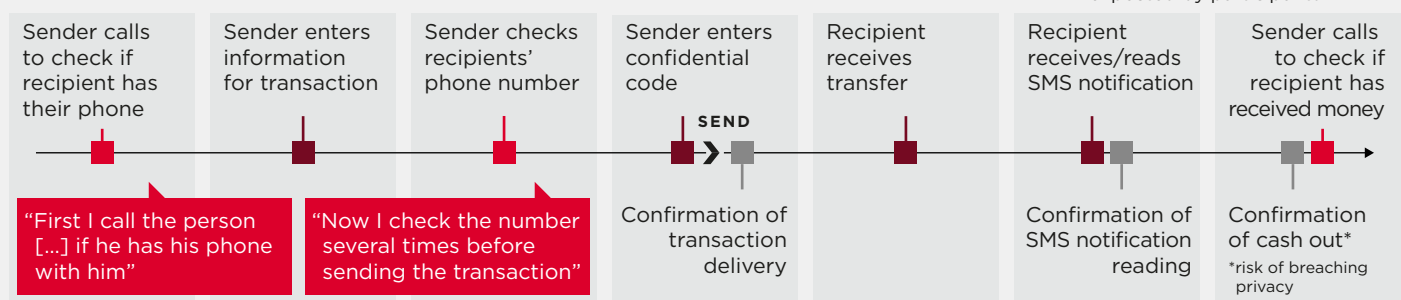 Sender calls
to check if
recipient has
their phone
Sender enters
information
for transaction
Sender checks
recipients’
phone number
Sender enters
confidential
code
Recipient
receives
transfer
Recipient
receives/reads
SMS notification
Sender calls
to check if
recipient has
received money
SEND
“First I call the person
[...] if he has his phone
with him”
“Now I check the number
several times before
sending the transaction”
Confirmation of
transaction
delivery
Confirmation of
SMS notification
reading
Confirmation
of cash out*
*risk of breaching
privacy